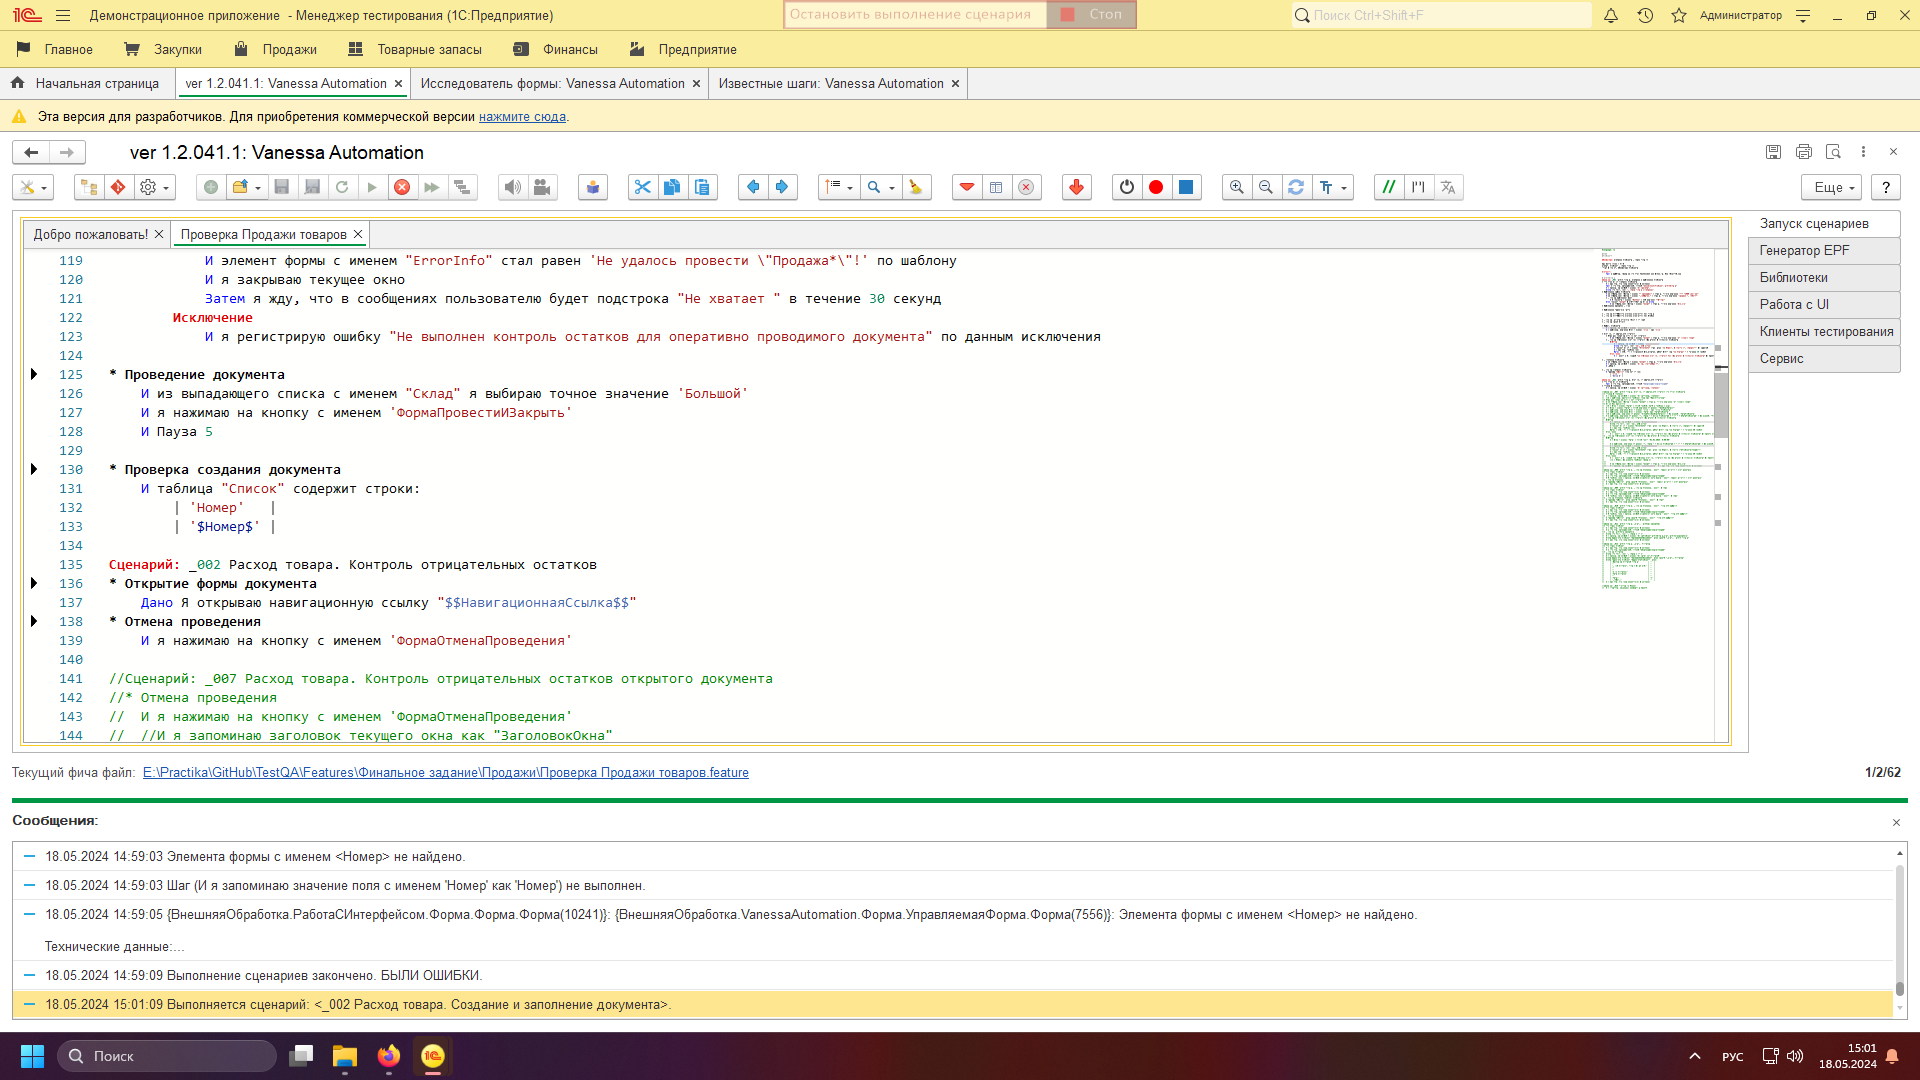 Демонстрационное приложение - Менеджер тестирования (1С:Предприятие)
Остановить выполнение сценария Стоп
Поиск Ctrl+Shift+F
Администратор
Главное Закупки Продажи Товарные запасы Финансы Предприятие
Начальная страница ver 1.2.041.1: Vanessa Automation Исследователь формы: Vanessa Automation Известные шаги: Vanessa Automation
Эта версия для разработчиков. Для приобретения коммерческой версии нажмите сюда.
ver 1.2.041.1: Vanessa Automation
Еще ?
Добро пожаловать! Проверка Продажи товаров
Запуск сценариев
Генератор EPF
Библиотеки
Работа с UI
Клиенты тестирования
Сервис
119 И элемент формы с именем "ErrorInfo" стал равен 'Не удалось провести \"Продажа*\"!' по шаблону
120 И я закрываю текущее окно
121 Затем я жду, что в сообщениях пользователю будет подстрока "Не хватает " в течение 30 секунд
122 Исключение
123 И я регистрирую ошибку "Не выполнен контроль остатков для оперативно проводимого документа" по данным исключения
124
125 * Проведение документа
126 И из выпадающего списка с именем "Склад" я выбираю точное значение 'Большой'
127 И я нажимаю на кнопку с именем 'ФормаПровестиИЗакрыть'
128 И Пауза 5
129
130 * Проверка создания документа
131 И таблица "Список" содержит строки:
132 | 'Номер' |
133 | '$Номер$' |
134
135 Сценарий: _002 Расход товара. Контроль отрицательных остатков
136 * Открытие формы документа
137 Дано Я открываю навигационную ссылку "$$НавигационнаяСсылка$$"
138 * Отмена проведения
139 И я нажимаю на кнопку с именем 'ФормаОтменаПроведения'
140
141 //Сценарий: _007 Расход товара. Контроль отрицательных остатков открытого документа
142 //* Отмена проведения
143 // И я нажимаю на кнопку с именем 'ФормаОтменаПроведения'
144 // //И я запоминаю заголовок текущего окна как "ЗаголовокОкна"
Текущий фича файл: E:\Practika\GitHub\TestQA\Features\Финальное задание\Продажи\Проверка Продажи товаров.feature 1/2/62
Сообщения:
18.05.2024 14:59:03 Элемента формы с именем <Номер> не найдено.
18.05.2024 14:59:03 Шаг (И я запоминаю значение поля с именем 'Номер' как 'Номер') не выполнен.
18.05.2024 14:59:05 {ВнешняяОбработка.РаботаСИнтерфейсом.Форма.Форма.Форма(10241)}: {ВнешняяОбработка.VanessaAutomation.Форма.УправляемаяФорма.Форма(7556)}: Элемента формы с именем <Номер> не найдено.
Технические данные:...
18.05.2024 14:59:09 Выполнение сценариев закончено. БЫЛИ ОШИБКИ.
18.05.2024 15:01:09 Выполняется сценарий: <_002 Расход товара. Создание и заполнение документа>.
Поиск
РУС
15:01
18.05.2024